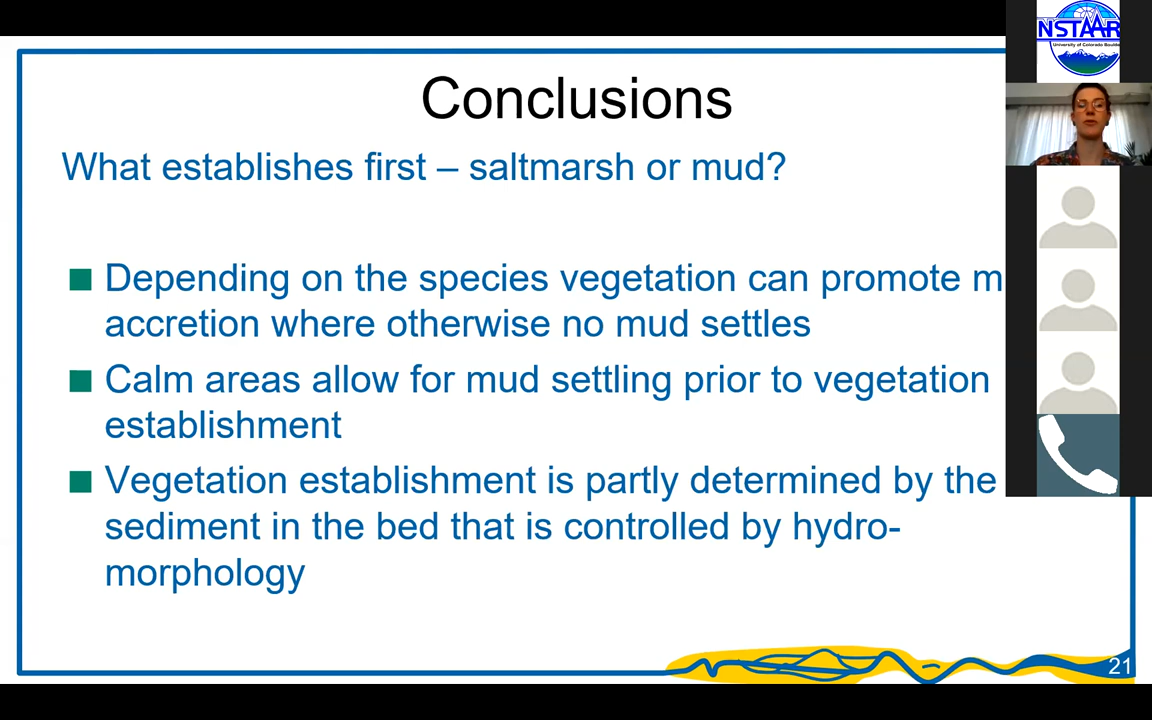 Conclusions
What establishes first – saltmarsh or mud?
Depending on the species vegetation can promote m
accretion where otherwise no mud settles
Calm areas allow for mud settling prior to vegetation
establishment
Vegetation establishment is partly determined by the
sediment in the bed that is controlled by hydro-
morphology
21
NSTAAR
University of Colorado Boulde